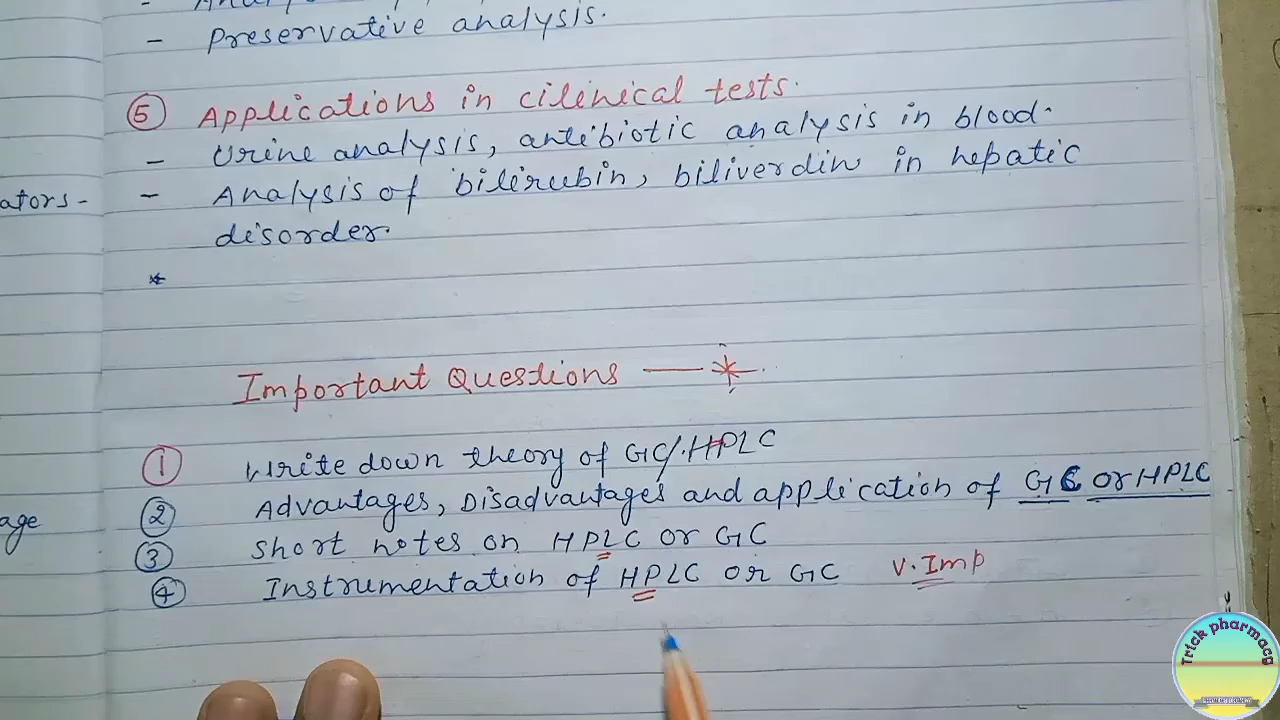 - Preservative analysis.
⑤ Applications in cilinical tests.
- Urine analysis, antibiotic analysis in blood.
ators -
- Analysis of bilirubin, biliverdin in hepatic
disorder.
*
Important Questions — *
① Write down theory of GC/.HPLC
② Advantages, Disadvantages and application of GC or HPLC
age
③ Short notes on HPLC or GC
④ Instrumentation of HPLC or GC V. Imp
Trick pharmacy